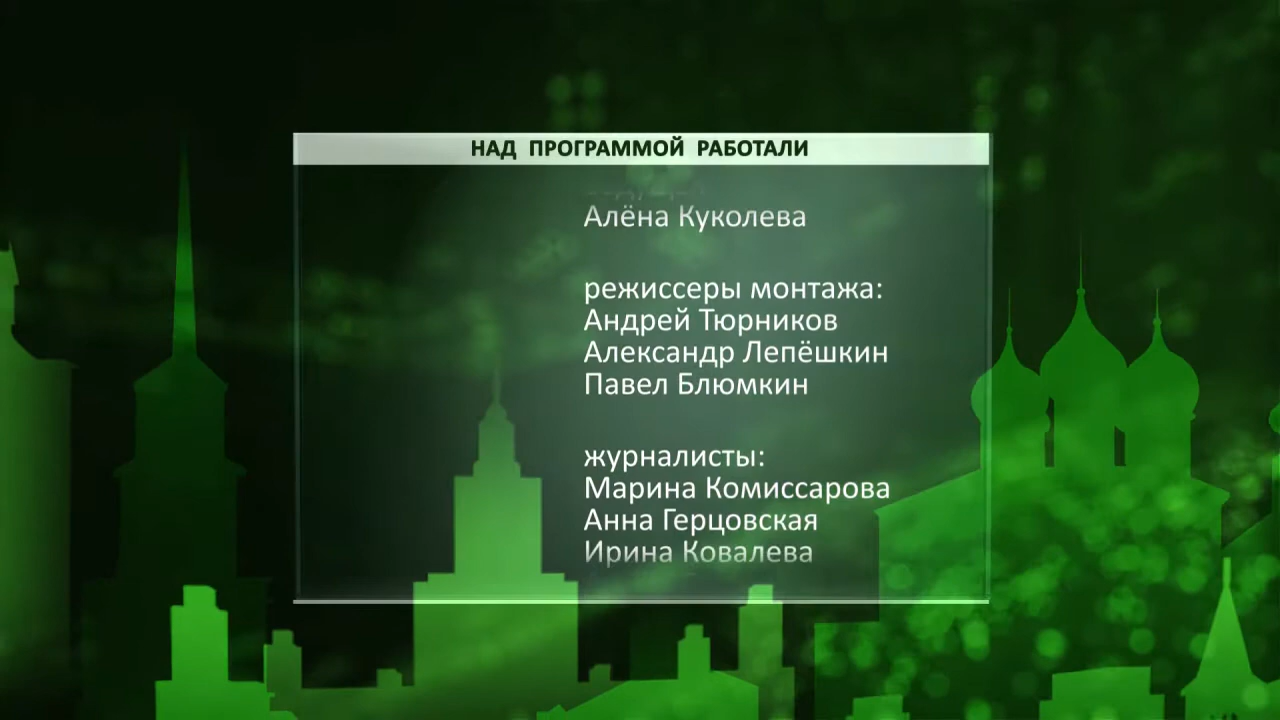 НАД ПРОГРАММОЙ РАБОТАЛИ
Алёна Куколева
режиссеры монтажа:
Андрей Тюрников
Александр Лепёшкин
Павел Блюмкин
журналисты:
Марина Комиссарова
Анна Герцовская
Ирина Ковалева